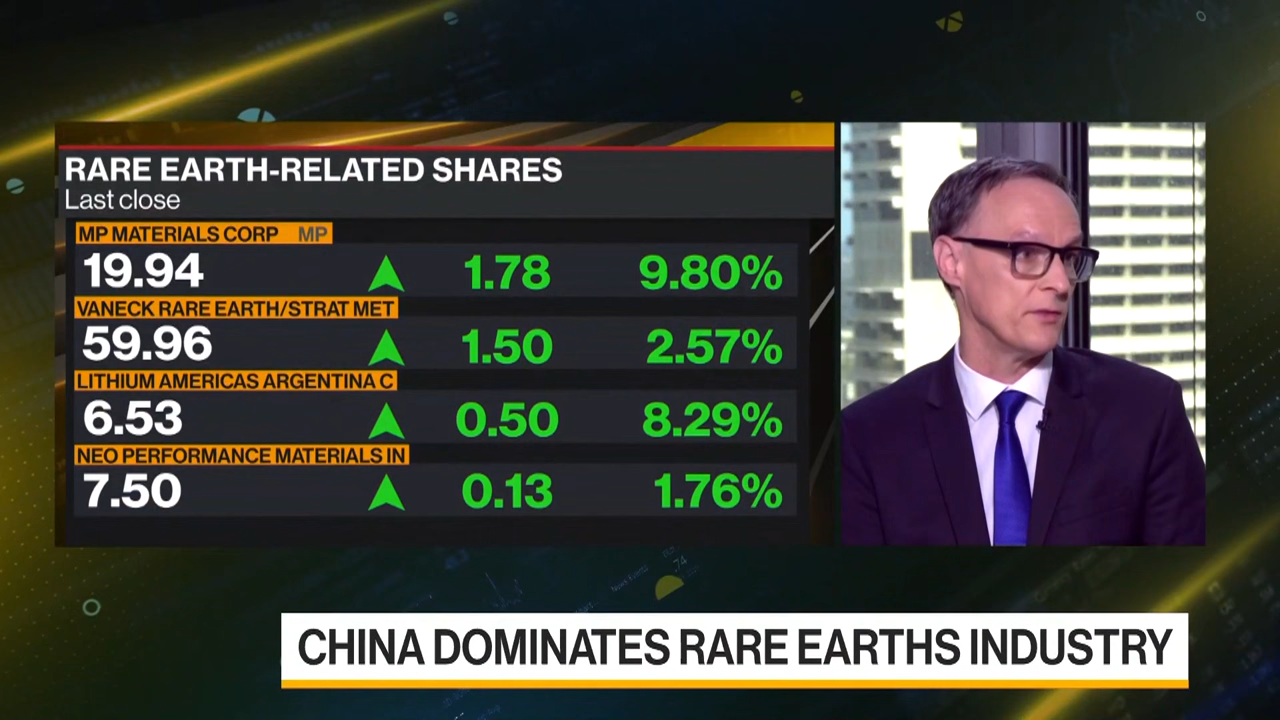 RARE EARTH-RELATED SHARES
Last close
MP MATERIALS CORP MP
19.94 1.78 9.80%
VANECK RARE EARTH/STRAT MET
59.96 1.50 2.57%
LITHIUM AMERICAS ARGENTINA C
6.53 0.50 8.29%
NEO PERFORMANCE MATERIALS IN
7.50 0.13 1.76%
CHINA DOMINATES RARE EARTHS INDUSTRY